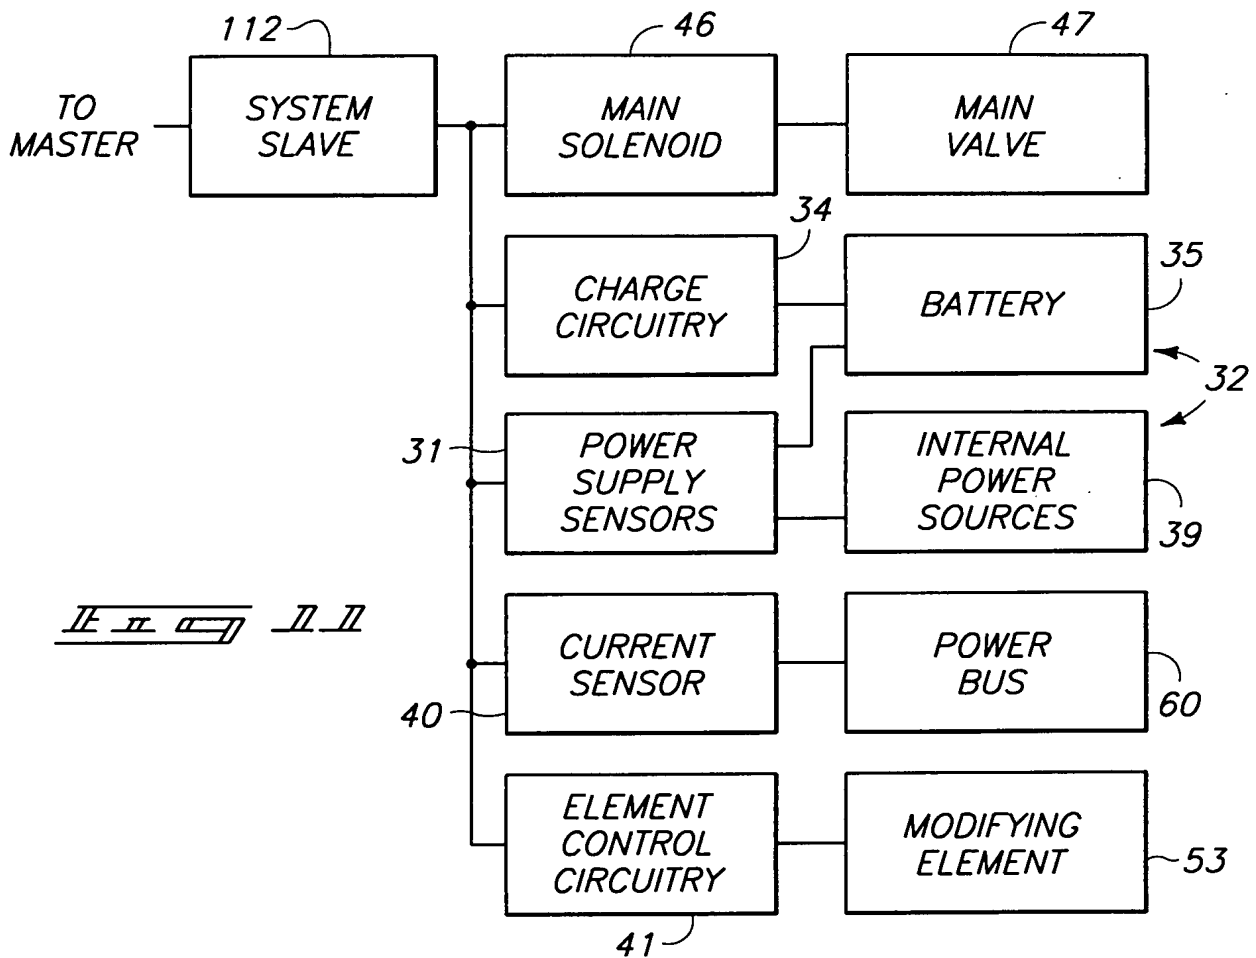 112
46
47
TO
MASTER
SYSTEM
SLAVE
MAIN
SOLENOID
MAIN
VALVE
34
CHARGE
CIRCUITRY
BATTERY
35
32
31
POWER
SUPPLY
SENSORS
INTERNAL
POWER
SOURCES
39
Fig 11
CURRENT
SENSOR
40
POWER
BUS
60
ELEMENT
CONTROL
CIRCUITRY
41
MODIFYING
ELEMENT
53